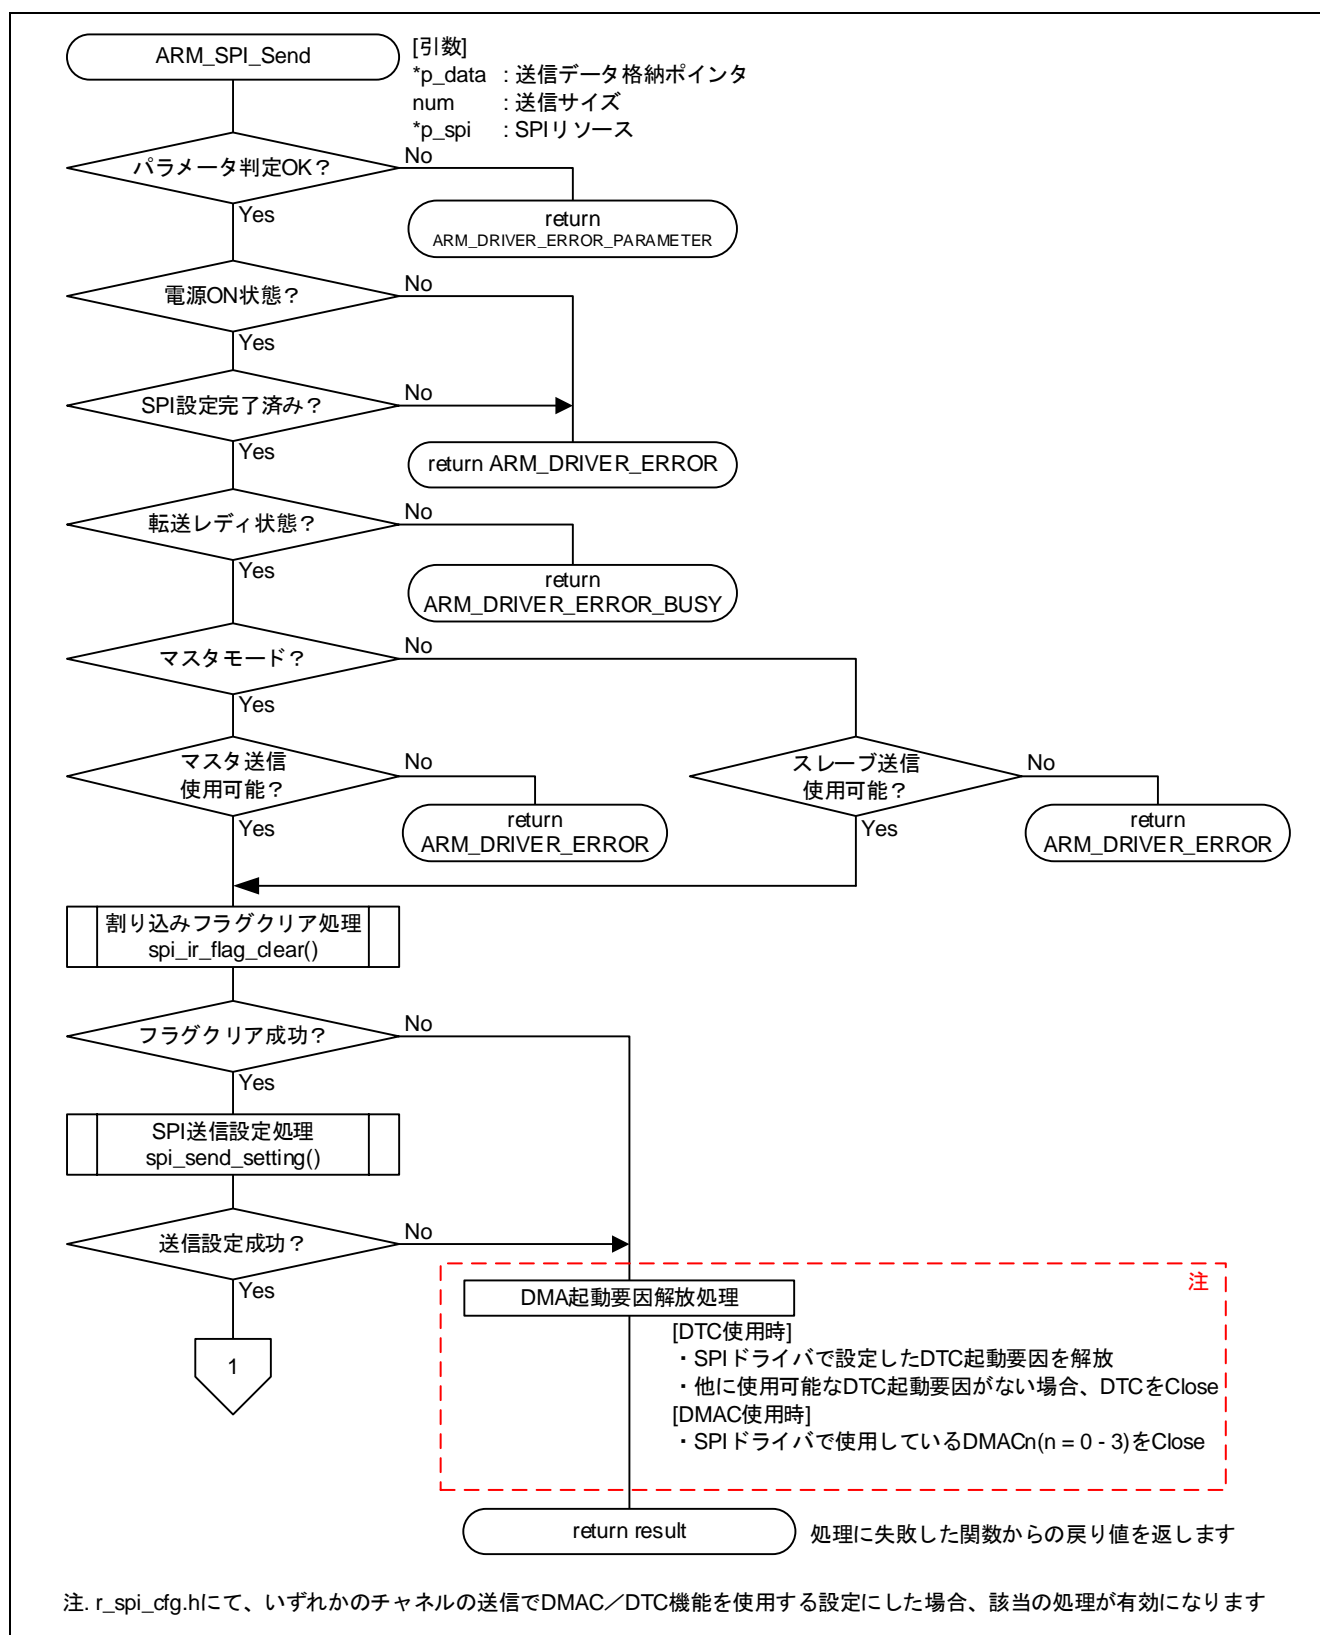 ARM_SPI_Send
[引数]
*p_data : 送信データ格納ポインタ
num : 送信サイズ
*p_spi : SPIリソース
パラメータ判定OK？
No
Yes
return
ARM_DRIVER_ERROR_PARAMETER
電源ON状態？
No
Yes
SPI設定完了済み？
No
Yes
return ARM_DRIVER_ERROR
転送レディ状態？
No
Yes
return
ARM_DRIVER_ERROR_BUSY
マスタモード？
No
Yes
マスタ送信
使用可能？
No
Yes
return
ARM_DRIVER_ERROR
スレーブ送信
使用可能？
No
Yes
return
ARM_DRIVER_ERROR
割り込みフラグクリア処理
spi_ir_flag_clear()
フラグクリア成功？
No
Yes
SPI送信設定処理
spi_send_setting()
送信設定成功？
No
Yes
1
注
DMA起動要因解放処理
[DTC使用時]
・SPIドライバで設定したDTC起動要因を解放
・他に使用可能なDTC起動要因がない場合、DTCをClose
[DMAC使用時]
・SPIドライバで使用しているDMACn(n = 0 - 3)をClose
return result
処理に失敗した関数からの戻り値を返します
注. r_spi_cfg.hにて、いずれかのチャネルの送信でDMAC／DTC機能を使用する設定にした場合、該当の処理が有効になります